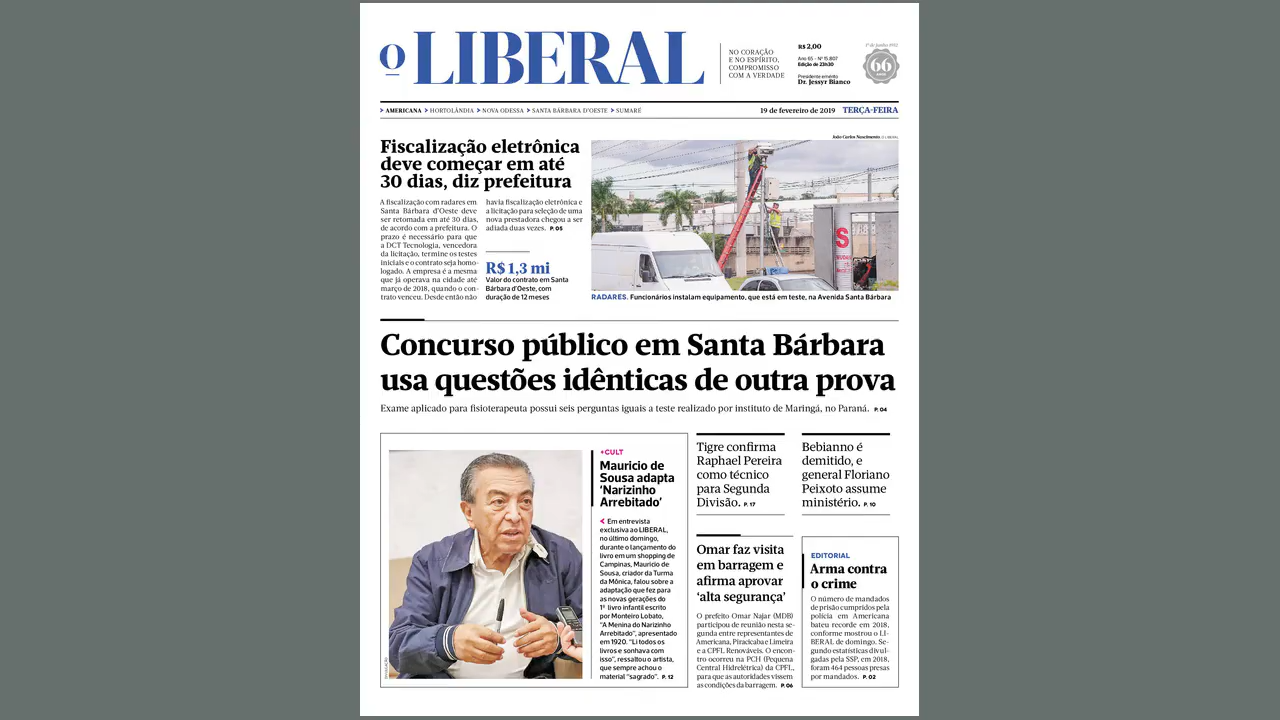 O LIBERAL
NO CORAÇÃO
E NO ESPÍRITO,
COMPROMISSO
COM A VERDADE
R$ 2,00
Ano 65 – Nº 15.807
Edição de 23h30
Presidente emérito
Dr. Jessyr Bianco
1º de junho 1952
66
anos
AMERICANA HORTOLÂNDIA NOVA ODESSA SANTA BÁRBARA D'OESTE SUMARÉ
19 de fevereiro de 2019 TERÇA-FEIRA
Fiscalização eletrônica
deve começar em até
30 dias, diz prefeitura
A fiscalização com radares em
Santa Bárbara d'Oeste deve
ser retomada em até 30 dias,
de acordo com a prefeitura. O
prazo é necessário para que
a DCT Tecnologia, vencedora
da licitação, termine os testes
iniciais e o contrato seja homo-
logado. A empresa é a mesma
que já operava na cidade até
março de 2018, quando o con-
trato venceu. Desde então não
havia fiscalização eletrônica e
a licitação para seleção de uma
nova prestadora chegou a ser
adiada duas vezes. P. 05
R$ 1,3 mi
Valor do contrato em Santa
Bárbara d'Oeste, com
duração de 12 meses
João Carlos Nascimento
S
RADARES. Funcionários instalam equipamento, que está em teste, na Avenida Santa Bárbara
Concurso público em Santa Bárbara
usa questões idênticas de outra prova
Exame aplicado para fisioterapeuta possui seis perguntas iguais a teste realizado por instituto de Maringá, no Paraná. P. 04
DIVULGAÇÃO
+CULT
Mauricio de
Sousa adapta
'Narizinho
Arrebitado'
Em entrevista
exclusiva ao LIBERAL,
no último domingo,
durante o lançamento do
livro em um shopping de
Campinas, Mauricio de
Sousa, criador da Turma
da Mônica, falou sobre a
adaptação que fez para
as novas gerações do
1º livro infantil escrito
por Monteiro Lobato,
"A Menina do Narizinho
Arrebitado", apresentado
em 1920. "Li todos os
livros e sonhava com
isso", ressaltou o artista,
que sempre achou o
material "sagrado". P. 12
Tigre confirma
Raphael Pereira
como técnico
para Segunda
Divisão. P. 17
Bebianno é
demitido, e
general Floriano
Peixoto assume
ministério. P. 10
Omar faz visita
em barragem e
afirma aprovar
'alta segurança'
O prefeito Omar Najar (MDB)
participou de reunião nesta se-
gunda entre representantes de
Americana, Piracicaba e Limeira
e a CPFL Renováveis. O encon-
tro ocorreu na PCH (Pequena
Central Hidrelétrica) da CPFL,
para que as autoridades vissem
as condições da barragem. P. 06
EDITORIAL
Arma contra
o crime
O número de mandados
de prisão cumpridos pela
polícia em Americana
bateu recorde em 2018,
conforme mostrou o LI-
BERAL de domingo. Se-
gundo estatísticas divul-
gadas pela SSP, em 2018,
foram 464 pessoas presas
por mandados. P. 02